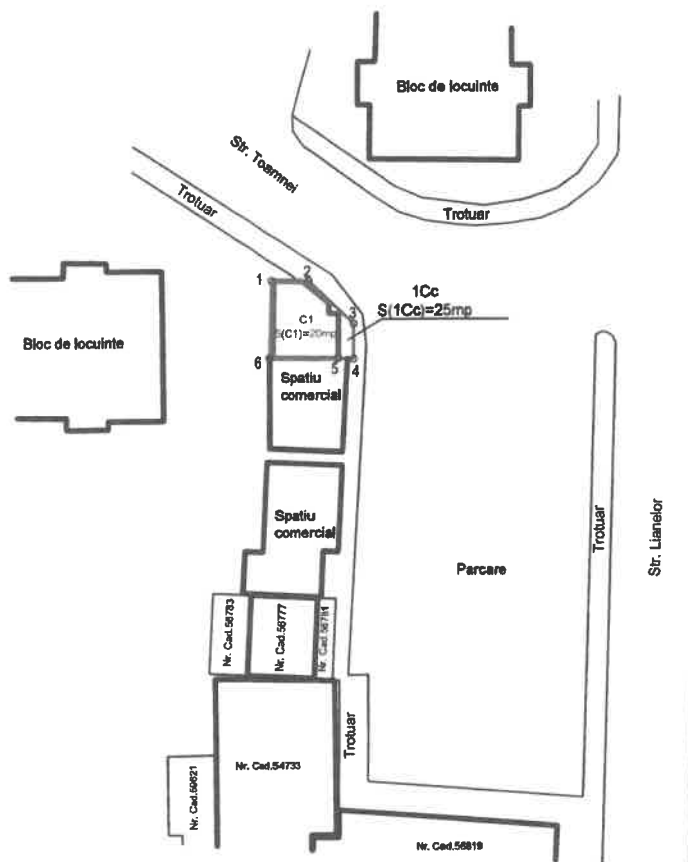 Bloc de locuinte
Str. Toamnei
Trotuar
Trotuar
1
2
1Cc
S(1Cc)=25mp
3
C1
S(C1)=20mp
Bloc de locuinte
6
5
4
Spatiu
comercial
Spatiu
comercial
Parcare
Trotuar
Str. Lianelor
Nr. Cad.56783
Nr. Cad.56777
Nr. Cad.56781
Trotuar
Nr. Cad.54733
Nr. Cad.59621
Nr. Cad.56819